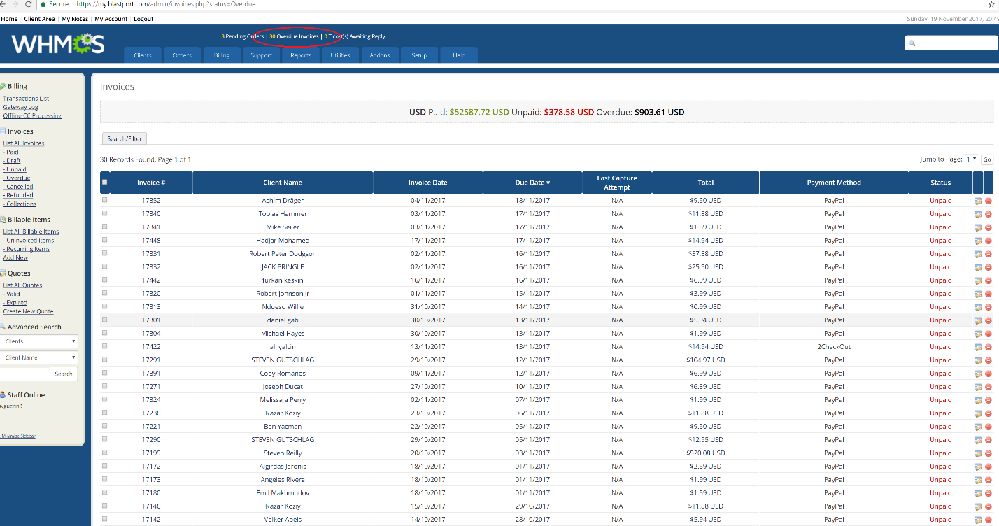 Secure https://my.blastport.com/admin/invoices.php?status=Overdue
Home Client Area My Notes My Account Logout Sunday, 19 November 2017, 20:49
3 Pending Orders | 30 Overdue Invoices | 0 Ticket(s) Awaiting Reply
WHMCS
Clients Orders Billing Support Reports Utilities Addons Setup Help
Billing
Transactions List
Gateway Log
Offline CC Processing
Invoices
List All Invoices
- Paid
- Draft
- Unpaid
- Overdue
- Cancelled
- Refunded
- Collections
Billable Items
List All Billable Items
- Uninvoiced Items
- Recurring Items
Add New
Quotes
List All Quotes
- Valid
- Expired
Create New Quote
Advanced Search
Clients
Client Name
Search
Staff Online
svguerin3
Minimise Sidebar
Invoices
USD Paid: $52587.72 USD Unpaid: $378.58 USD Overdue: $903.61 USD
Search/Filter
30 Records Found, Page 1 of 1 Jump to Page: 1 Go
Invoice # Client Name Invoice Date Due Date Last Capture Attempt Total Payment Method Status
17352 Achim Dräger 04/11/2017 18/11/2017 N/A $9.50 USD PayPal Unpaid
17340 Tobias Hammer 03/11/2017 17/11/2017 N/A $11.88 USD PayPal Unpaid
17341 Mike Seiler 03/11/2017 17/11/2017 N/A $1.59 USD PayPal Unpaid
17448 Hadjar Mohamed 17/11/2017 17/11/2017 N/A $14.94 USD PayPal Unpaid
17331 Robert Peter Dodgson 02/11/2017 16/11/2017 N/A $37.88 USD PayPal Unpaid
17332 JACK PRINGLE 02/11/2017 16/11/2017 N/A $25.90 USD PayPal Unpaid
17442 furkan keskin 16/11/2017 16/11/2017 N/A $6.99 USD PayPal Unpaid
17320 Robert Johnson Jr 01/11/2017 15/11/2017 N/A $3.99 USD PayPal Unpaid
17313 Ndueso Willie 31/10/2017 14/11/2017 N/A $0.99 USD PayPal Unpaid
17301 daniel gab 30/10/2017 13/11/2017 N/A $5.94 USD PayPal Unpaid
17304 Michael Hayes 30/10/2017 13/11/2017 N/A $1.99 USD PayPal Unpaid
17422 ali yalcin 13/11/2017 13/11/2017 N/A $14.94 USD 2CheckOut Unpaid
17291 STEVEN GUTSCHLAG 29/10/2017 12/11/2017 N/A $104.97 USD PayPal Unpaid
17391 Cody Romanos 09/11/2017 12/11/2017 N/A $6.99 USD PayPal Unpaid
17271 Joseph Ducat 27/10/2017 10/11/2017 N/A $6.39 USD PayPal Unpaid
17324 Melissa a Perry 02/11/2017 07/11/2017 N/A $1.99 USD PayPal Unpaid
17236 Nazar Koziy 23/10/2017 06/11/2017 N/A $11.88 USD PayPal Unpaid
17221 Ben Yacman 22/10/2017 05/11/2017 N/A $9.50 USD PayPal Unpaid
17290 STEVEN GUTSCHLAG 29/10/2017 05/11/2017 N/A $12.95 USD PayPal Unpaid
17199 Steven Reilly 20/10/2017 03/11/2017 N/A $520.08 USD PayPal Unpaid
17172 Algirdas Jaronis 18/10/2017 01/11/2017 N/A $2.59 USD PayPal Unpaid
17173 Angeles Rivera 18/10/2017 01/11/2017 N/A $1.99 USD PayPal Unpaid
17180 Emil Makhmudov 18/10/2017 01/11/2017 N/A $1.59 USD PayPal Unpaid
17146 Nazar Koziy 15/10/2017 29/10/2017 N/A $11.88 USD PayPal Unpaid
17142 Volker Abels 14/10/2017 28/10/2017 N/A $5.94 USD PayPal Unpaid